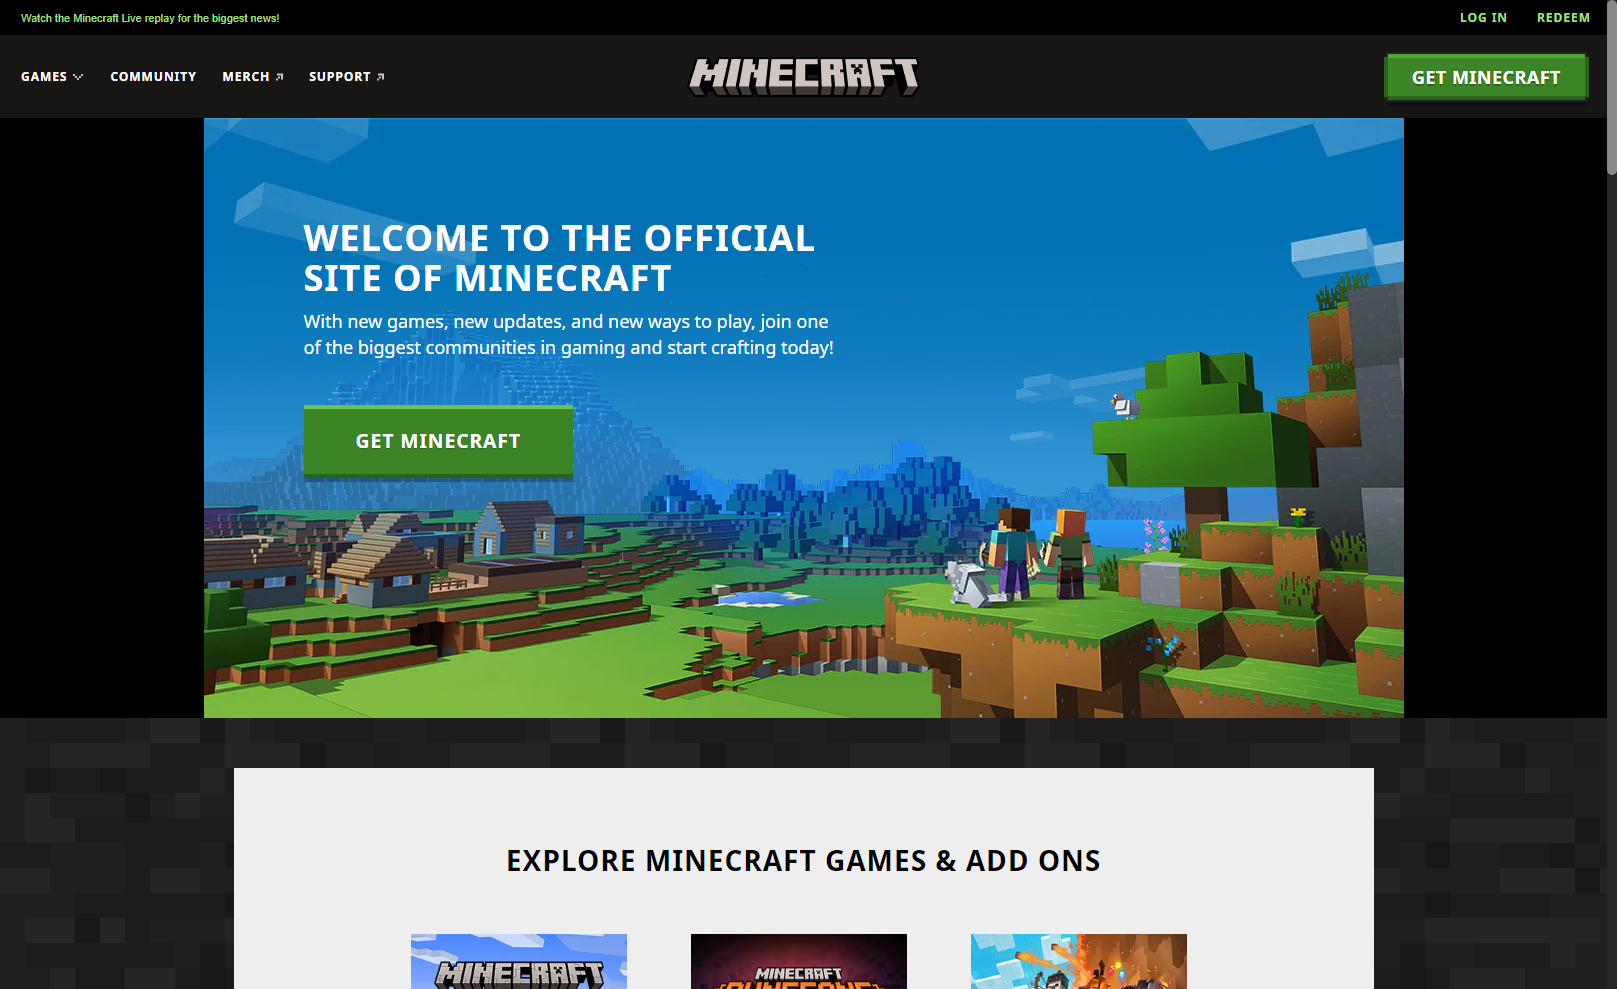 Watch the Minecraft Live replay for the biggest news!
LOG IN
REDEEM
GAMES
COMMUNITY
MERCH
SUPPORT
MINECRAFT
GET MINECRAFT
WELCOME TO THE OFFICIAL
SITE OF MINECRAFT
With new games, new updates, and new ways to play, join one
of the biggest communities in gaming and start crafting today!
GET MINECRAFT
EXPLORE MINECRAFT GAMES & ADD ONS
MINECRAFT
MINECRAFT